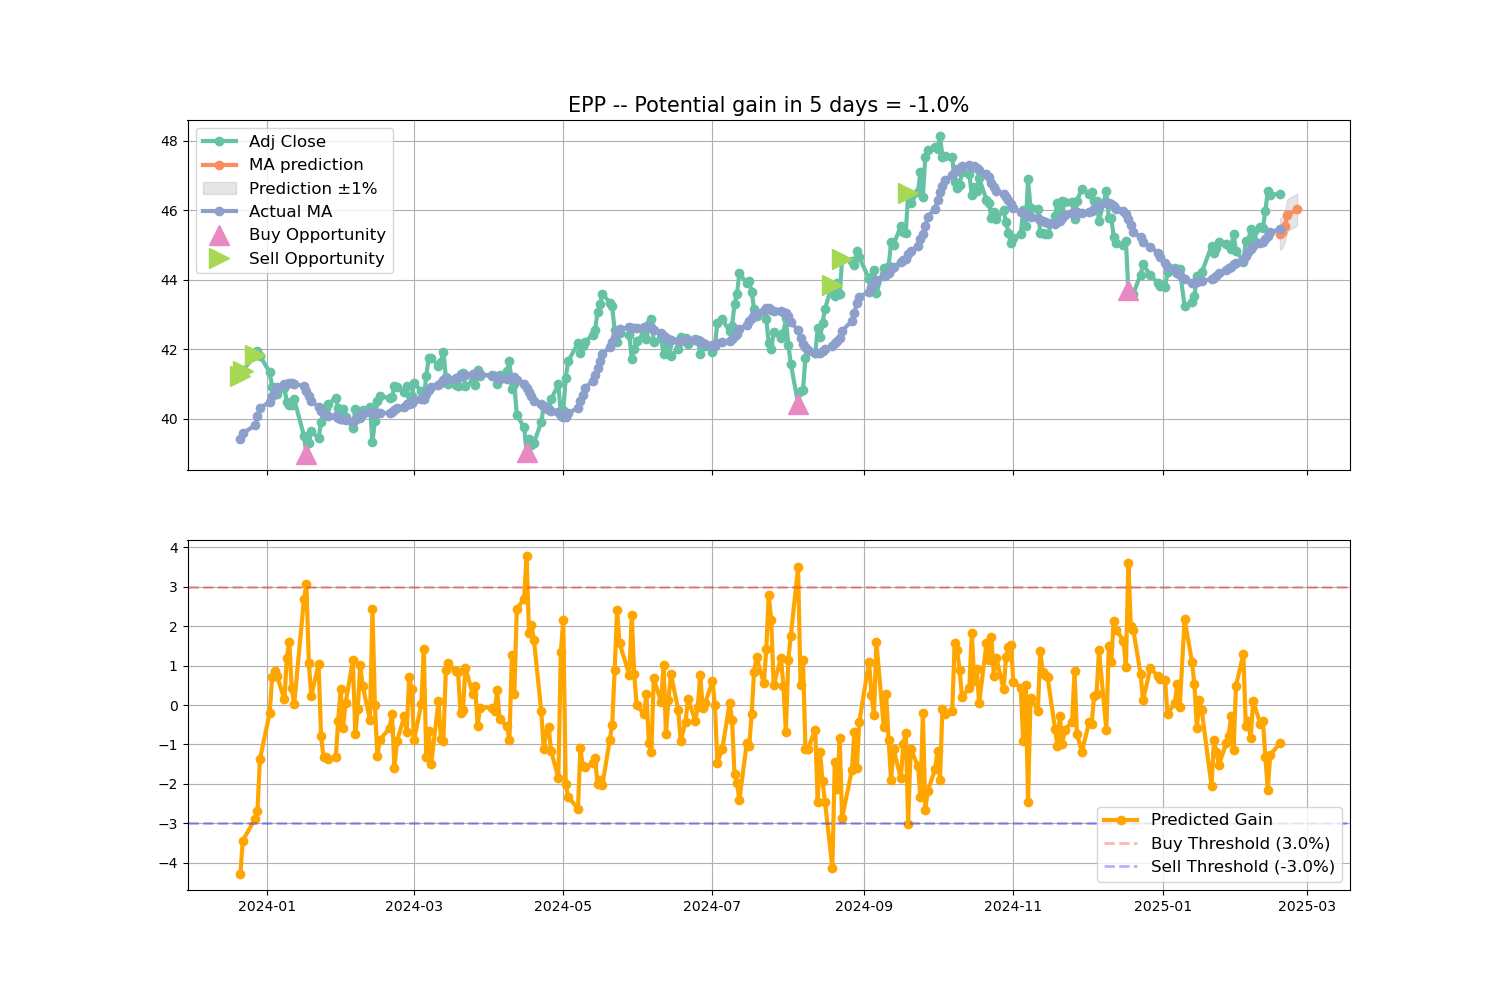 EPP -- Potential gain in 5 days = -1.0%
48
46
44
42
40
Adj Close
MA prediction
Prediction ±1%
Actual MA
Buy Opportunity
Sell Opportunity
4
3
2
1
0
−1
−2
−3
−4
Predicted Gain
Buy Threshold (3.0%)
Sell Threshold (-3.0%)
2024-01
2024-03
2024-05
2024-07
2024-09
2024-11
2025-01
2025-03